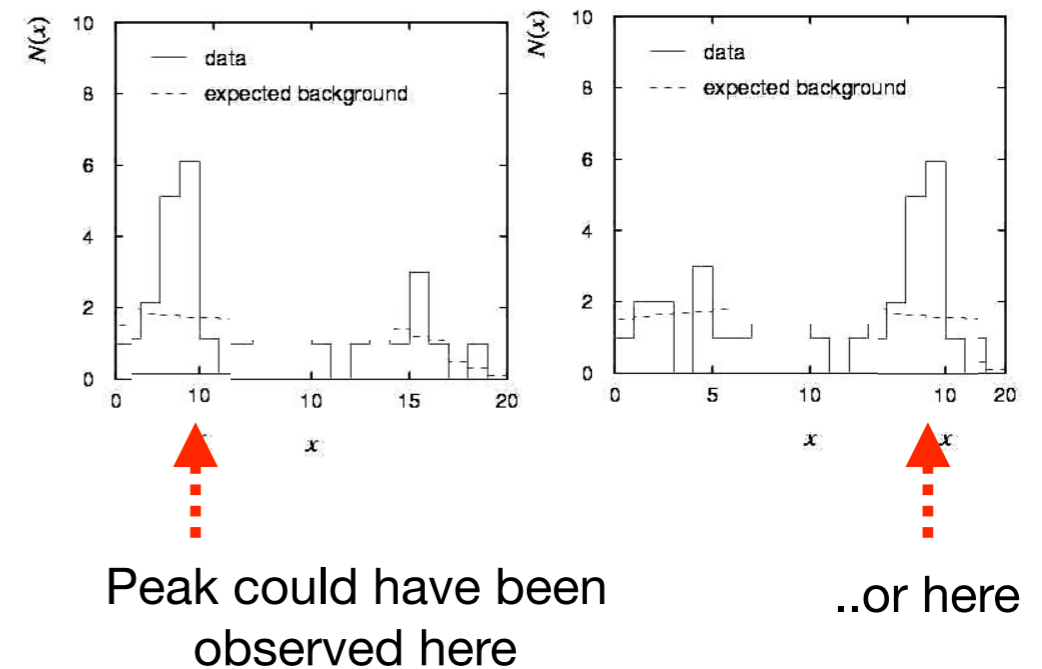 N(x)
10
8
6
4
2
0
data
expected background
0 10 10 15 20
x
Peak could have been
observed here
N(x)
10
8
6
4
2
0
data
expected background
0 5 10 10 20
x x
..or here